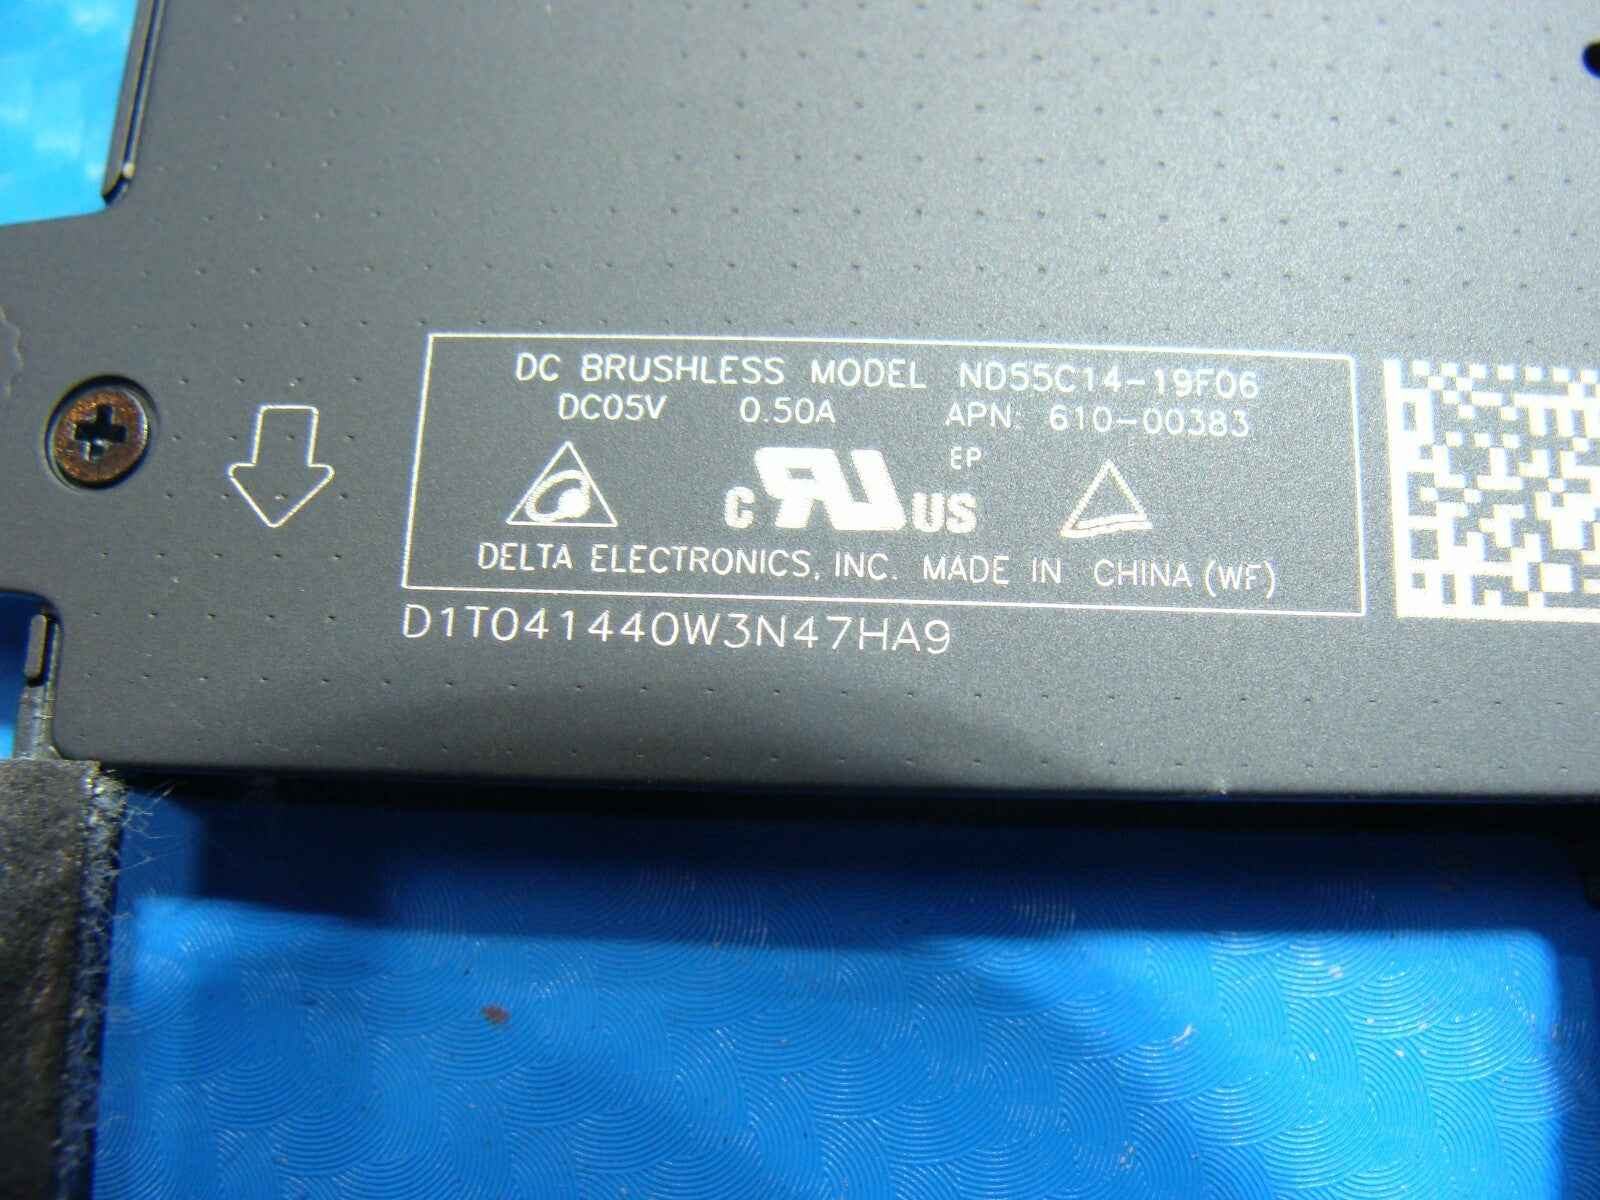 DC BRUSHLESS MODEL ND55C14-19F06
DC05V 0.50A APN: 610-00383
EP
c RU US
DELTA ELECTRONICS, INC. MADE IN CHINA (WF)
D1T041440W3N47HA9